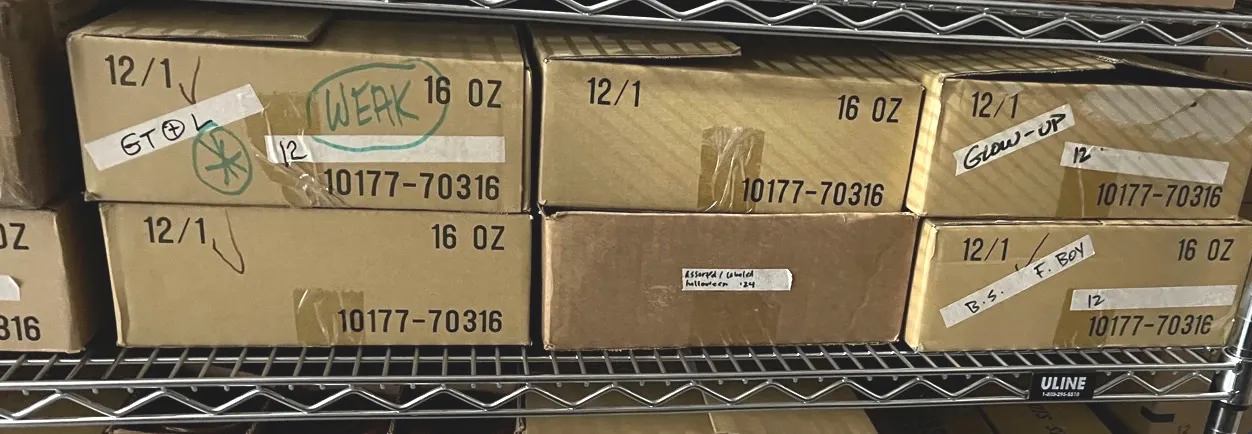 12/1
GT⊕L
WEAK
16 OZ
12
10177-70316
12/1
16 OZ
10177-70316
12/1
GLOW-UP
12
10177-70316
OZ
316
12/1
16 OZ
10177-70316
Assorted / Labeled
halloween '24
12/1
16 OZ
B.S. F. BOY
12
10177-70316
ULINE